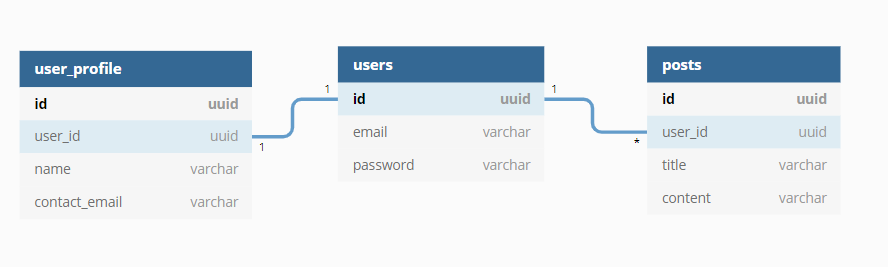 user_profile
id uuid
user_id uuid
name varchar
contact_email varchar
1
1
users
id uuid
email varchar
password varchar
1
*
posts
id uuid
user_id uuid
title varchar
content varchar